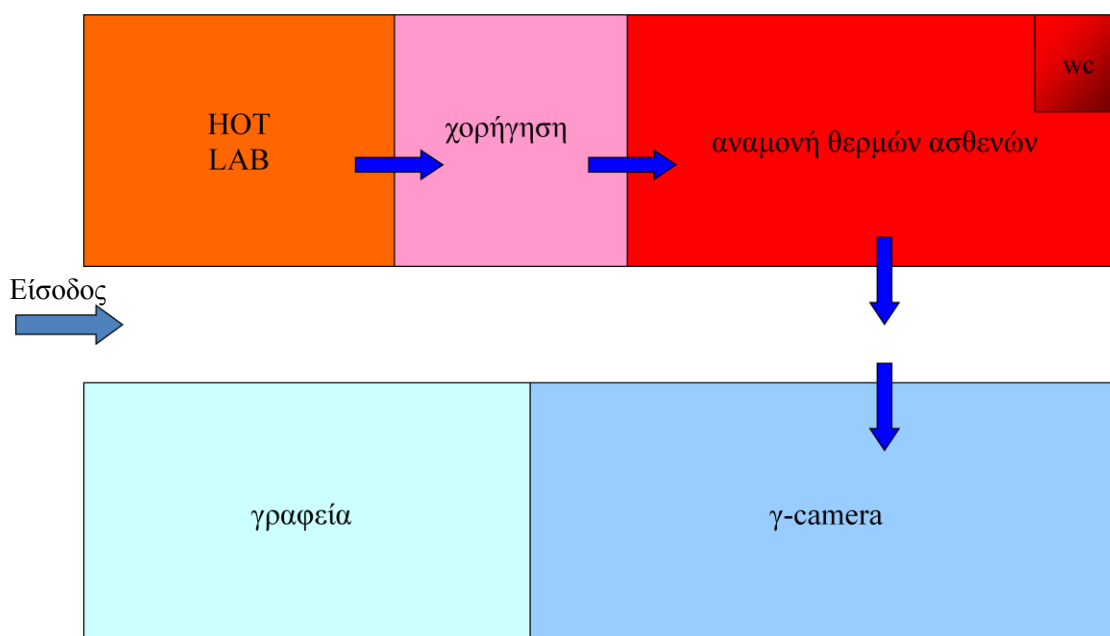 HOT
LAB
χορήγηση
αναμονή θερμών ασθενών
wc
Είσοδος
γραφεία
γ-camera